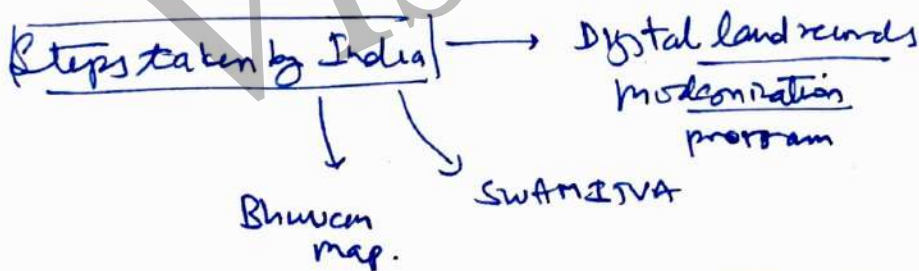 Steps taken by India
Digital land records
modernization
program
Bhuvan
map.
SWAMITVA